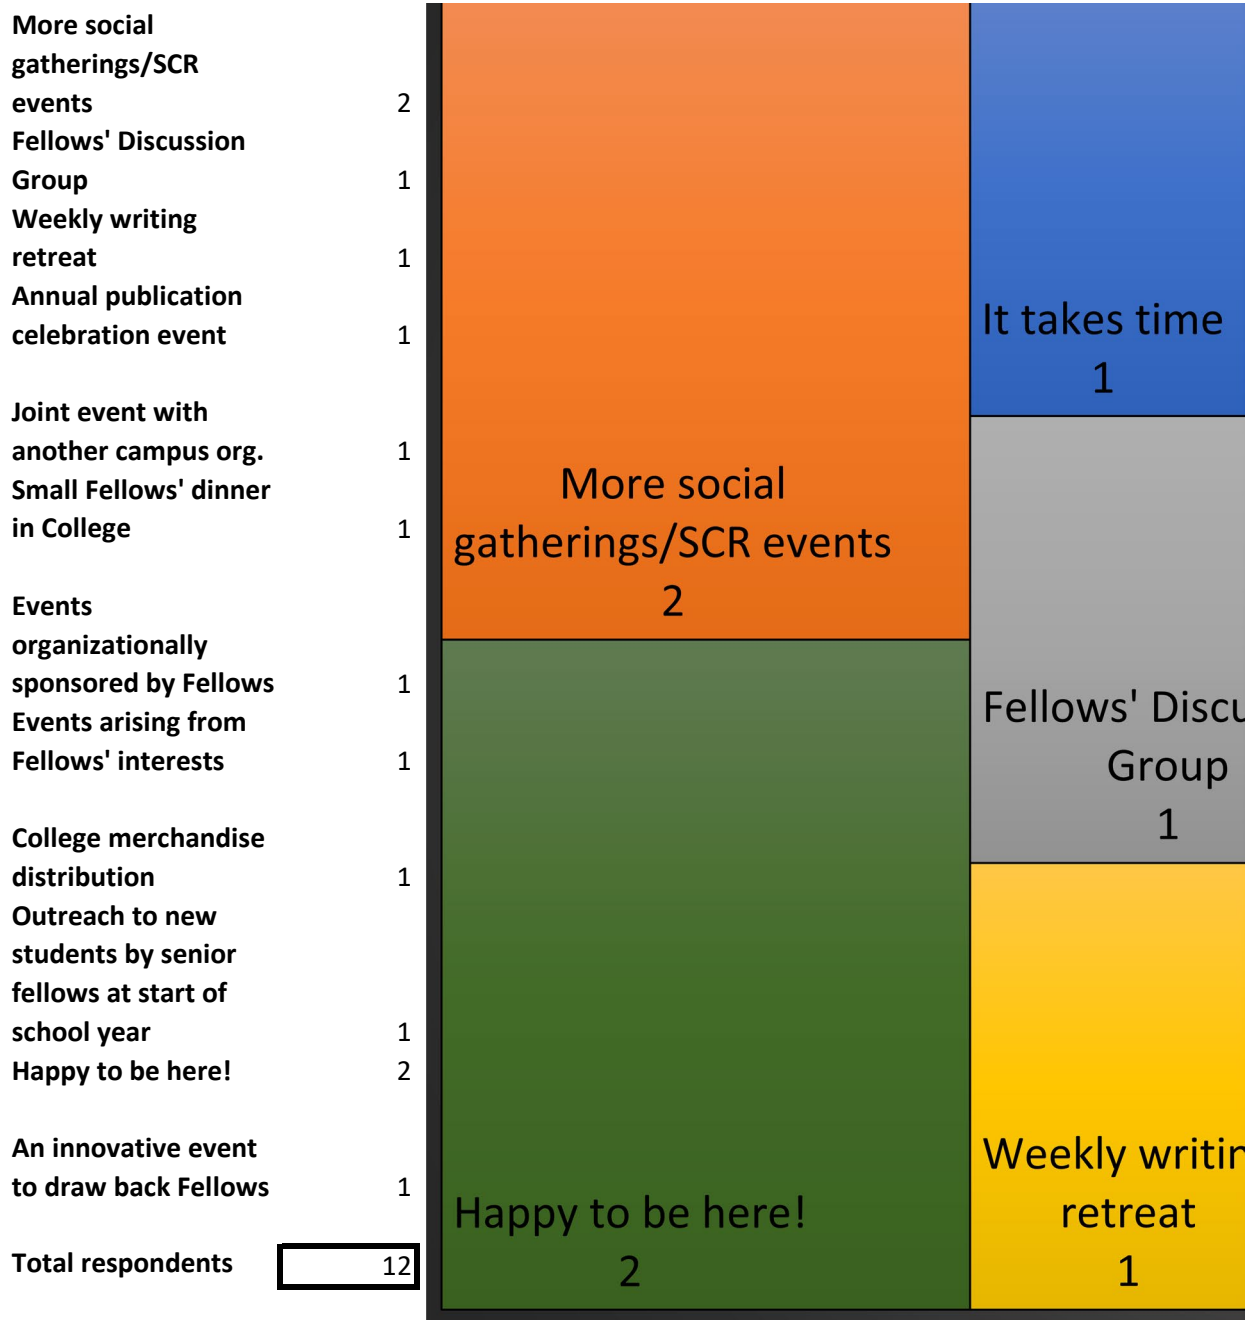 More social
gatherings/SCR
events 2
Fellows' Discussion
Group 1
Weekly writing
retreat 1
Annual publication
celebration event 1
Joint event with
another campus org. 1
Small Fellows' dinner
in College 1
Events
organizationally
sponsored by Fellows 1
Events arising from
Fellows' interests 1
College merchandise
distribution 1
Outreach to new
students by senior
fellows at start of
school year 1
Happy to be here! 2
An innovative event
to draw back Fellows 1
Total respondents 12
More social
gatherings/SCR events
2
Happy to be here!
2
It takes time
1
Fellows' Discu
Group
1
Weekly writin
retreat
1